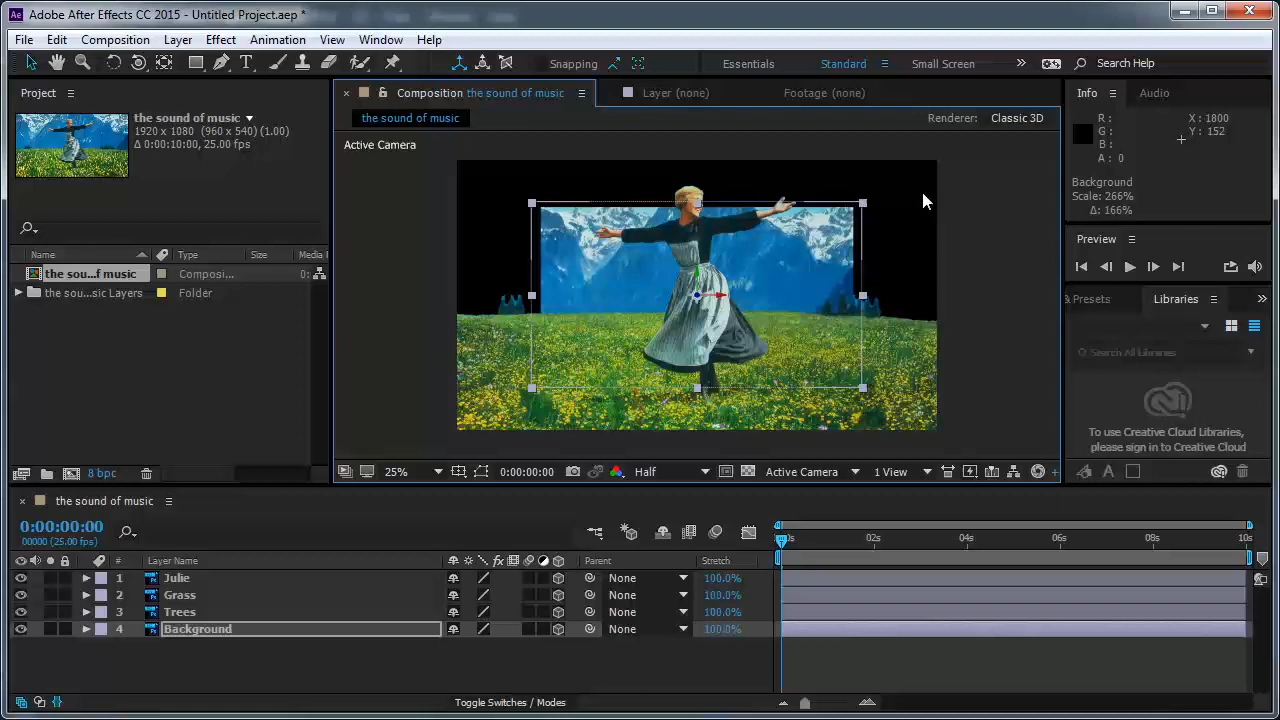 Adobe After Effects CC 2015 - Untitled Project.aep *
File Edit Composition Layer Effect Animation View Window Help
Snapping Essentials Standard Small Screen Search Help
Project
the sound of music
1920 x 1080 (960 x 540) (1.00)
Δ 0:00:10:00, 25.00 fps
Name Type Size Media
the sou...f music Composi... 0:
the sou...sic Layers Folder
8 bpc
Composition the sound of music Layer (none) Footage (none)
the sound of music Renderer: Classic 3D
Active Camera
25% 0:00:00:00 Half Active Camera 1 View
Info Audio
R : X : 1800
G : Y : 152
B :
A : 0
Background
Scale: 266%
Δ: 166%
Preview
& Presets Libraries
Search All Libraries
To use Creative Cloud Libraries,
please sign in to Creative Cloud
the sound of music
0:00:00:00
00000 (25.00 fps)
0s 02s 04s 06s 08s 10s
# Layer Name fx Parent Stretch
1 Julie None 100.0%
2 Grass None 100.0%
3 Trees None 100.0%
4 Background None 100.0%
Toggle Switches / Modes